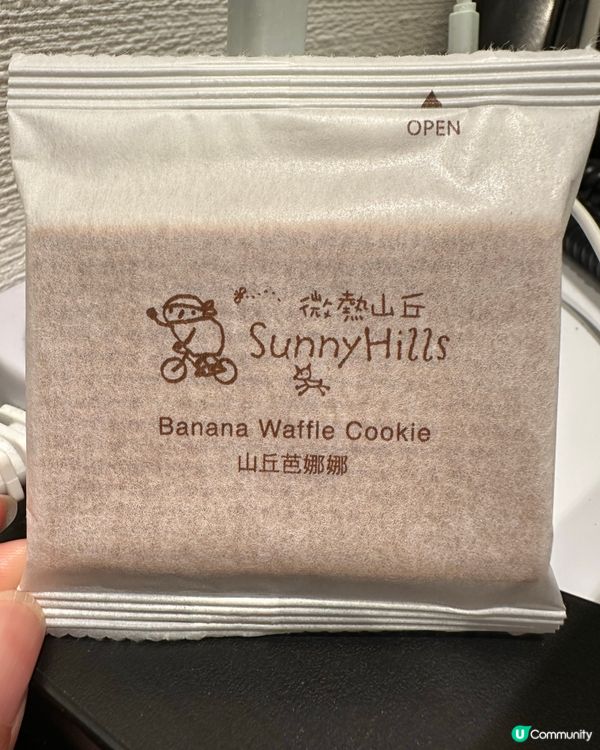 OPEN
微熱山丘
SunnyHills
Banana Waffle Cookie
山丘芭娜娜
U Community